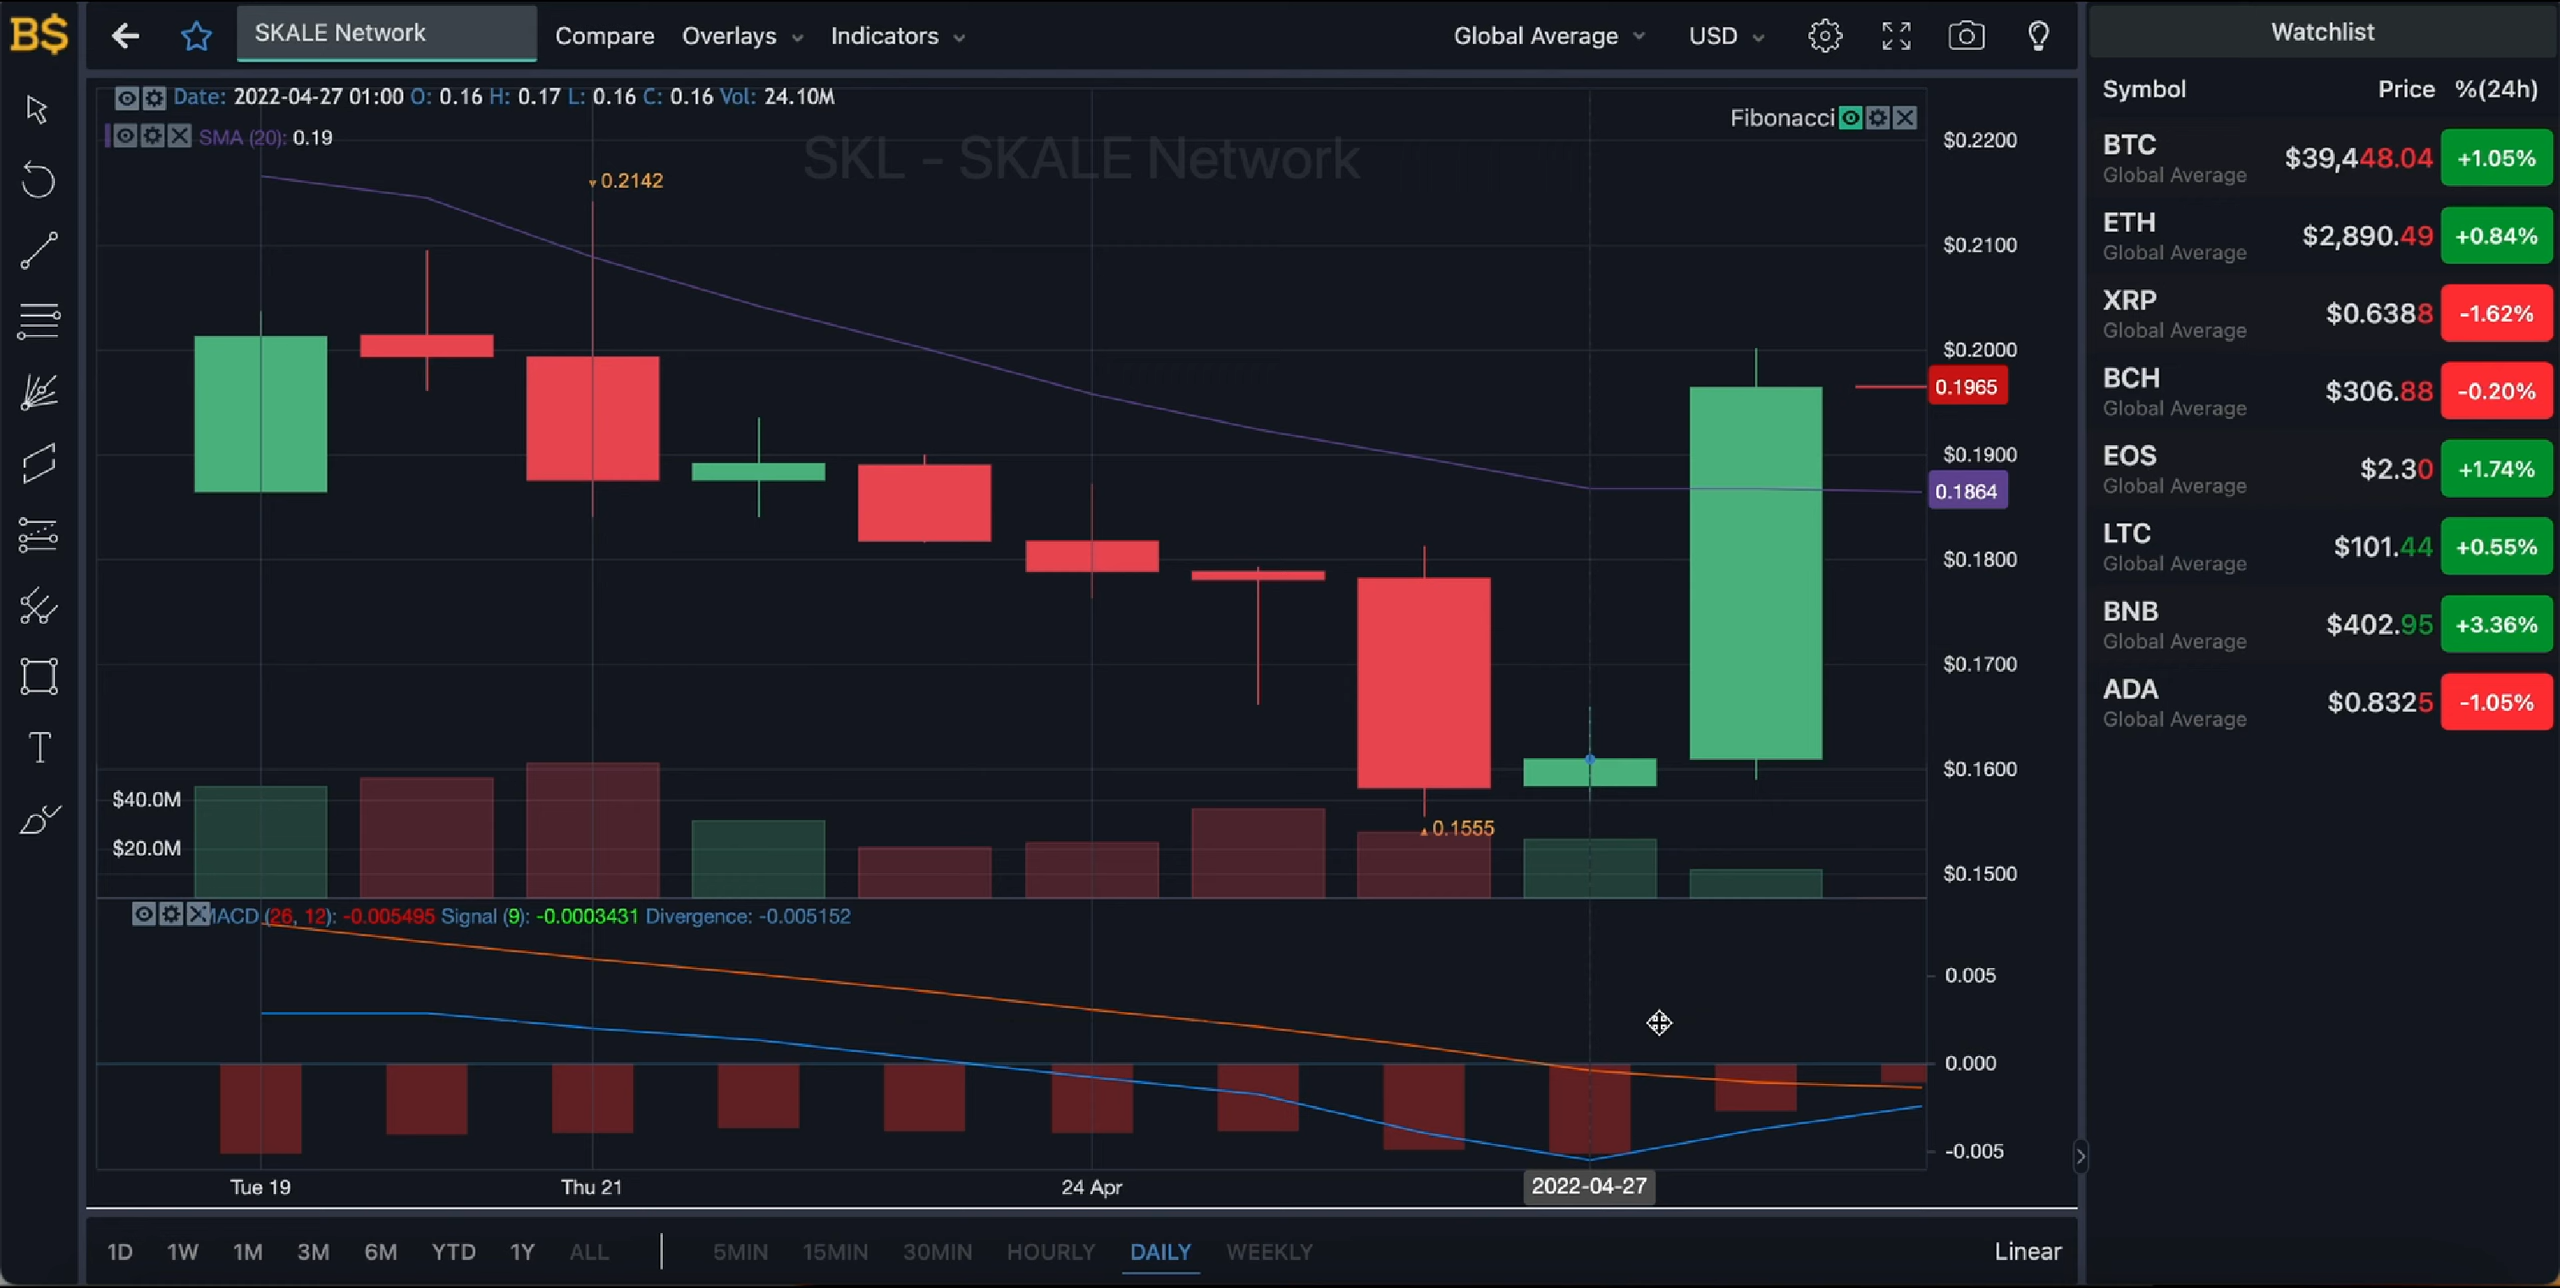 B$
SKALE Network
Compare
Overlays
Indicators
Global Average
USD
Date: 2022-04-27 01:00 O: 0.16 H: 0.17 L: 0.16 C: 0.16 Vol: 24.10M
SMA (20): 0.19
SKL - SKALE Network
Fibonacci
0.2142
0.1555
$0.2200
$0.2100
$0.2000
0.1965
$0.1900
0.1864
$0.1800
$0.1700
$0.1600
$0.1500
$40.0M
$20.0M
MACD (26, 12): -0.005495 Signal (9): -0.0003431 Divergence: -0.005152
0.005
0.000
-0.005
Tue 19
Thu 21
24 Apr
2022-04-27
1D 1W 1M 3M 6M YTD 1Y ALL
5MIN 15MIN 30MIN HOURLY DAILY WEEKLY
Linear
Watchlist
Symbol Price %(24h)
BTC $39,448.04 +1.05%
Global Average
ETH $2,890.49 +0.84%
Global Average
XRP $0.6388 -1.62%
Global Average
BCH $306.88 -0.20%
Global Average
EOS $2.30 +1.74%
Global Average
LTC $101.44 +0.55%
Global Average
BNB $402.95 +3.36%
Global Average
ADA $0.8325 -1.05%
Global Average